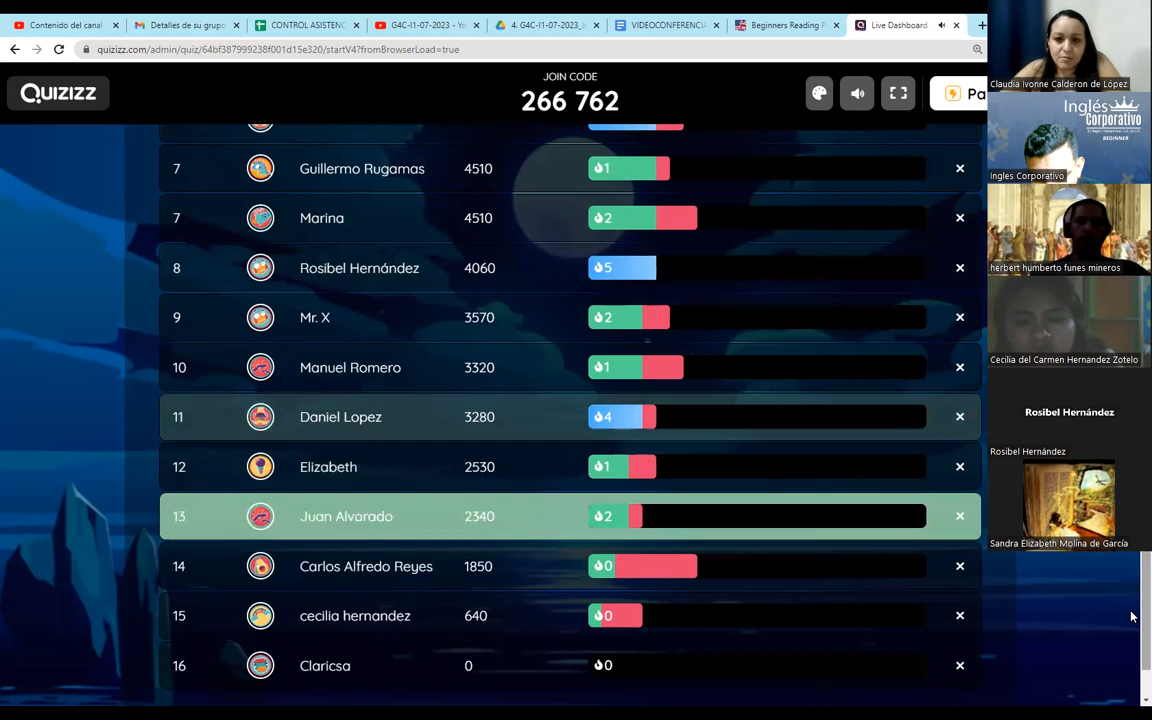 Contenido del canal
Detalles de su grupo
CONTROL ASISTENC
G4C-I1-07-2023 - Yo
4. G4C-I1-07-2023_
VIDEOCONFERENCIA
Beginners Reading P
Live Dashboard
quizizz.com/admin/quiz/64bf387999238f001d15e320/startV4?fromBrowserLoad=true
QUIZIZZ
JOIN CODE
266 762
Pa
7 Guillermo Rugamas 4510 1
7 Marina 4510 2
8 Rosibel Hernández 4060 5
9 Mr. X 3570 2
10 Manuel Romero 3320 1
11 Daniel Lopez 3280 4
12 Elizabeth 2530 1
13 Juan Alvarado 2340 2
14 Carlos Alfredo Reyes 1850 0
15 cecilia hernandez 640 0
16 Claricsa 0 0
Claudia Ivonne Calderon de López
Inglés
Corporativo
BEGINNER
Ingles Corporativo
herbert humberto funes mineros
Cecilia del Carmen Hernandez Zotelo
Rosibel Hernández
Rosibel Hernández
Sandra Elizabeth Molina de García